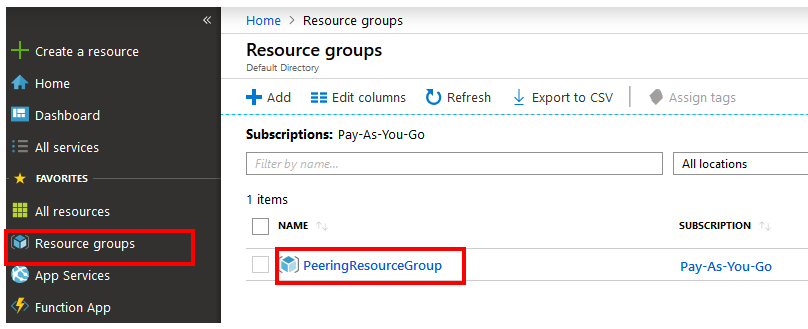 «
Create a resource
Home
Dashboard
All services
FAVORITES
All resources
Resource groups
App Services
Function App
Home > Resource groups
Resource groups
Default Directory
Add Edit columns Refresh Export to CSV Assign tags
Subscriptions: Pay-As-You-Go
Filter by name... All locations
1 items
NAME SUBSCRIPTION
PeeringResourceGroup Pay-As-You-Go